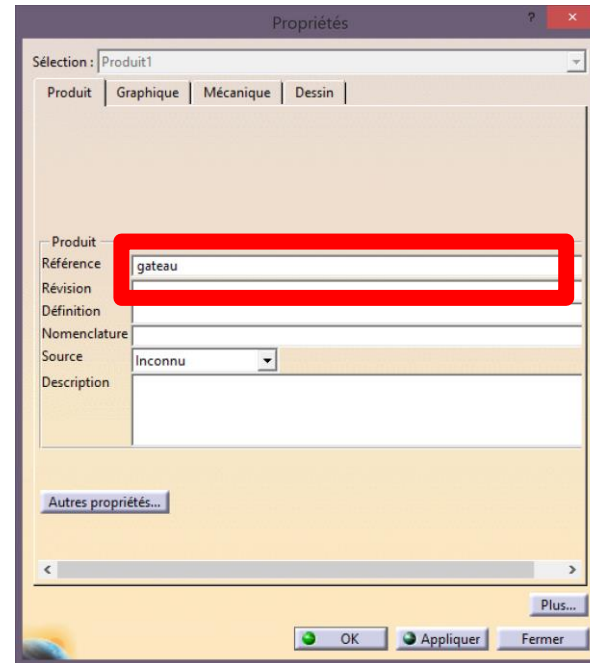 Propriétés ? ×
Sélection : Produit1
Produit Graphique Mécanique Dessin
Produit
Référence gateau
Révision
Définition
Nomenclature
Source Inconnu
Description
Autres propriétés...
< >
Plus...
OK Appliquer Fermer